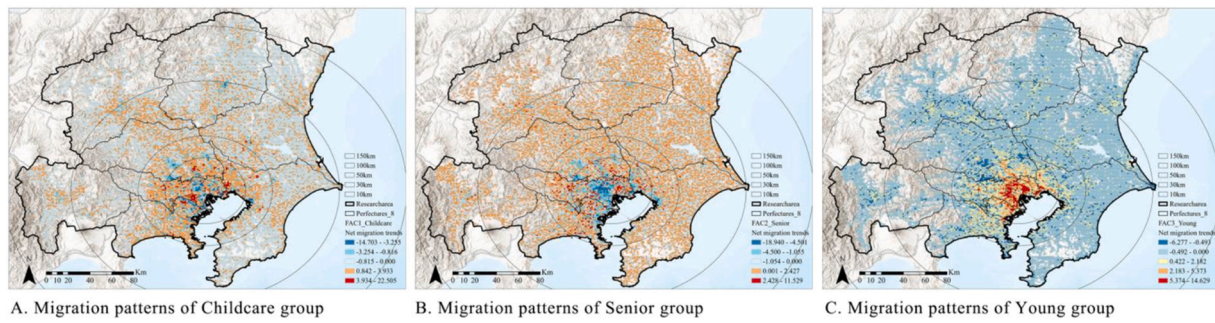 150km
100km
50km
30km
10km
Researcharea
Perfectures_8
FAC1_Childcare
Net migration trends
-14.703 - -3.255
-3.254 - -0.816
-0.815 - 0.000
0.842 - 3.933
3.934 - 22.505
N
0 10 20 40 60 80 Km
A. Migration patterns of Childcare group
150km
100km
50km
30km
10km
Researcharea
Perfectures_8
FAC2_Senior
Net migration trends
-18.940 - -4.501
-4.500 - -1.055
-1.054 - 0.000
0.001 - 2.427
2.428 - 11.529
N
0 10 20 40 60 80 Km
B. Migration patterns of Senior group
150km
100km
50km
30km
10km
Researcharea
Perfectures_8
FAC3_Young
Net migration trends
-6.277 - -0.493
-0.492 - 0.000
0.422 - 2.182
2.183 - 5.373
5.374 - 14.629
N
0 10 20 40 60 80 Km
C. Migration patterns of Young group